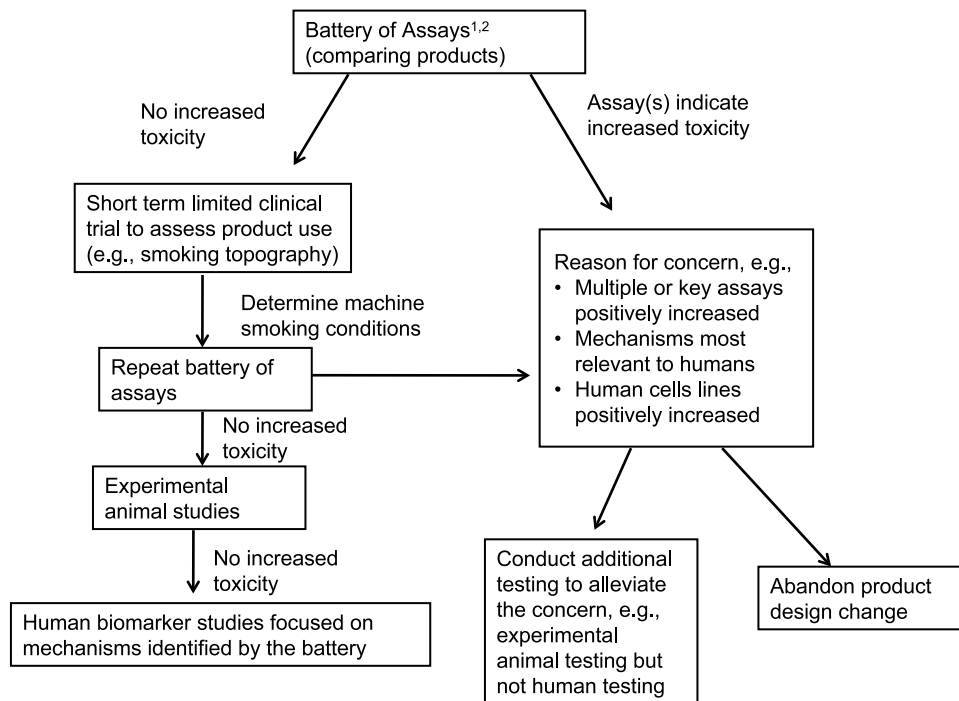 Battery of Assays1,2
(comparing products)
No increased
toxicity
Assay(s) indicate
increased toxicity
Short term limited clinical
trial to assess product use
(e.g., smoking topography)
Reason for concern, e.g.,
• Multiple or key assays
positively increased
• Mechanisms most
relevant to humans
• Human cells lines
positively increased
Determine machine
smoking conditions
Repeat battery of
assays
No increased
toxicity
Experimental
animal studies
No increased
toxicity
Human biomarker studies focused on
mechanisms identified by the battery
Conduct additional
testing to alleviate
the concern, e.g.,
experimental
animal testing but
not human testing
Abandon product
design change